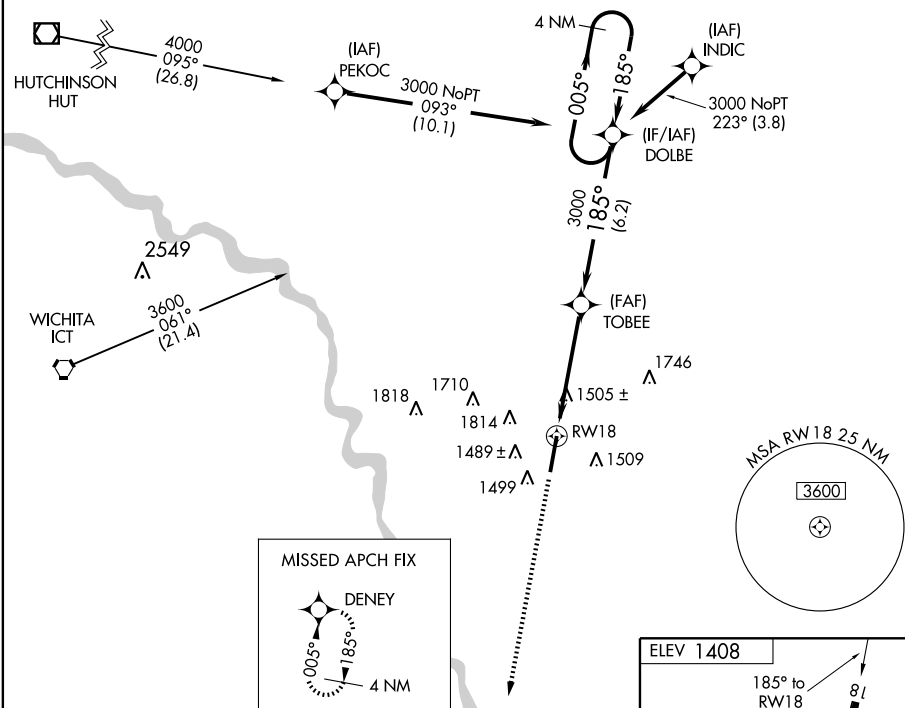 HUTCHINSON
HUT
4000
095°
(26.8)
(IAF)
PEKOC
3000 NoPT
093°
(10.1)
4 NM
005°
185°
(IAF)
INDIC
3000 NoPT
223° (3.8)
(IF/IAF)
DOLBE
3000
185°
(6.2)
2549
3600
061°
(21.4)
WICHITA
ICT
(FAF)
TOBEE
1818
1710
1814
1489 ±
1499
1505 ±
1746
RW18
1509
MSA RW18 25 NM
3600
MISSED APCH FIX
DENEY
005°
185°
4 NM
ELEV 1408
185° to
RW18
18